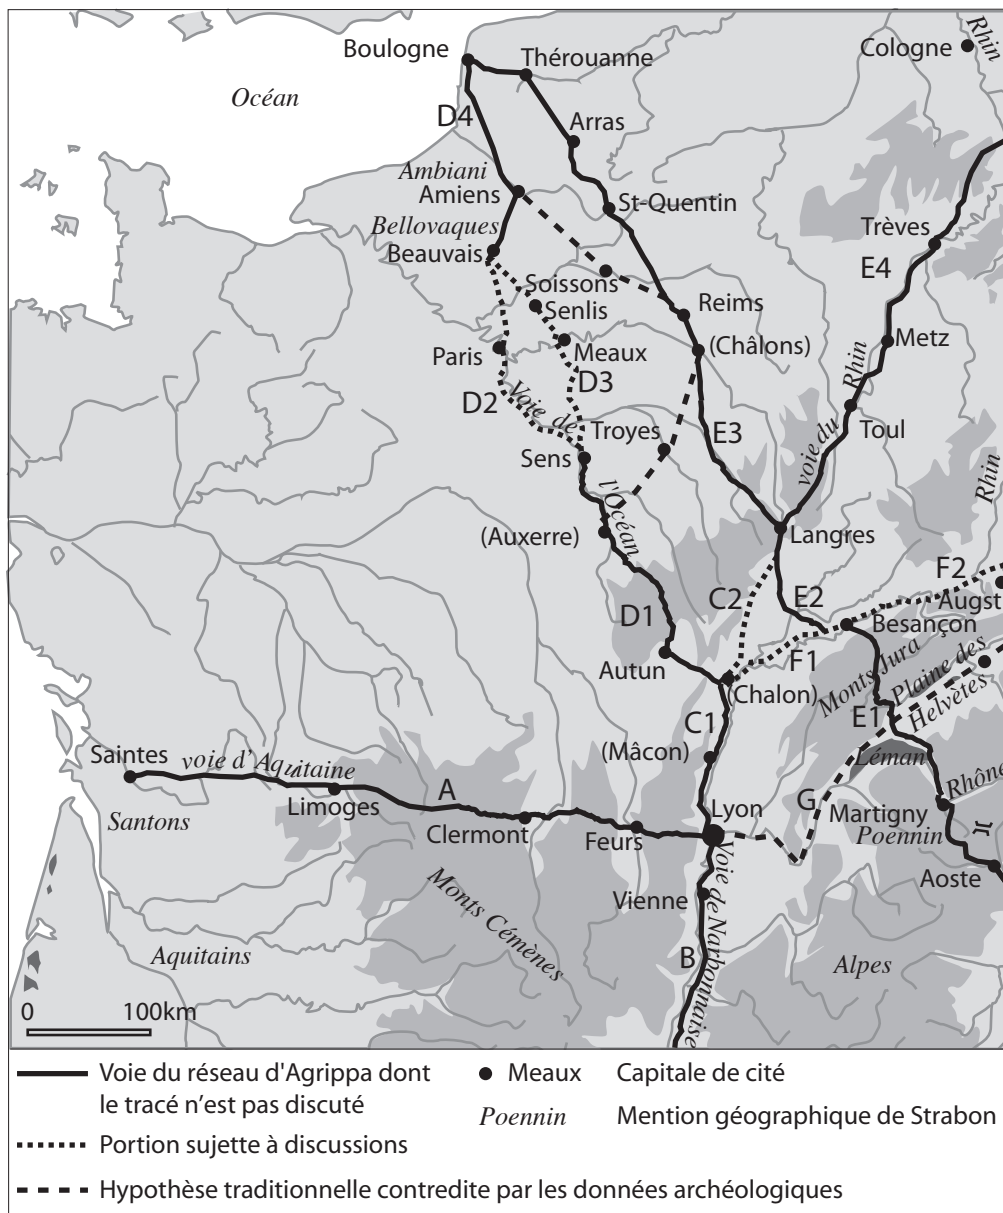 Boulogne
Thérouanne
Cologne
Rhin
Océan
D4
Arras
Ambiani
Amiens
St-Quentin
Bellovaques
Beauvais
Trèves
E4
Soissons
Senlis
Reims
Paris
Meaux
(Châlons)
Metz
D2
D3
Voie de
l'Océan
Troyes
E3
voie du
Rhin
Toul
Sens
Rhin
(Auxerre)
Langres
C2
E2
F2
Augst
D1
Besançon
Autun
F1
Monts Jura
Plaine des
Helvètes
(Chalon)
C1
E1
(Mâcon)
Léman
Saintes
voie d'Aquitaine
A
Limoges
Santons
Clermont
Feurs
Lyon
G
Martigny
Rhône
Poennin
Aoste
Monts Cémènes
Vienne
Voie de Narbonnaise
B
Aquitains
Alpes
0 100km
Voie du réseau d'Agrippa dont
le tracé n'est pas discuté
Portion sujette à discussions
Hypothèse traditionnelle contredite par les données archéologiques
Meaux Capitale de cité
Poennin Mention géographique de Strabon